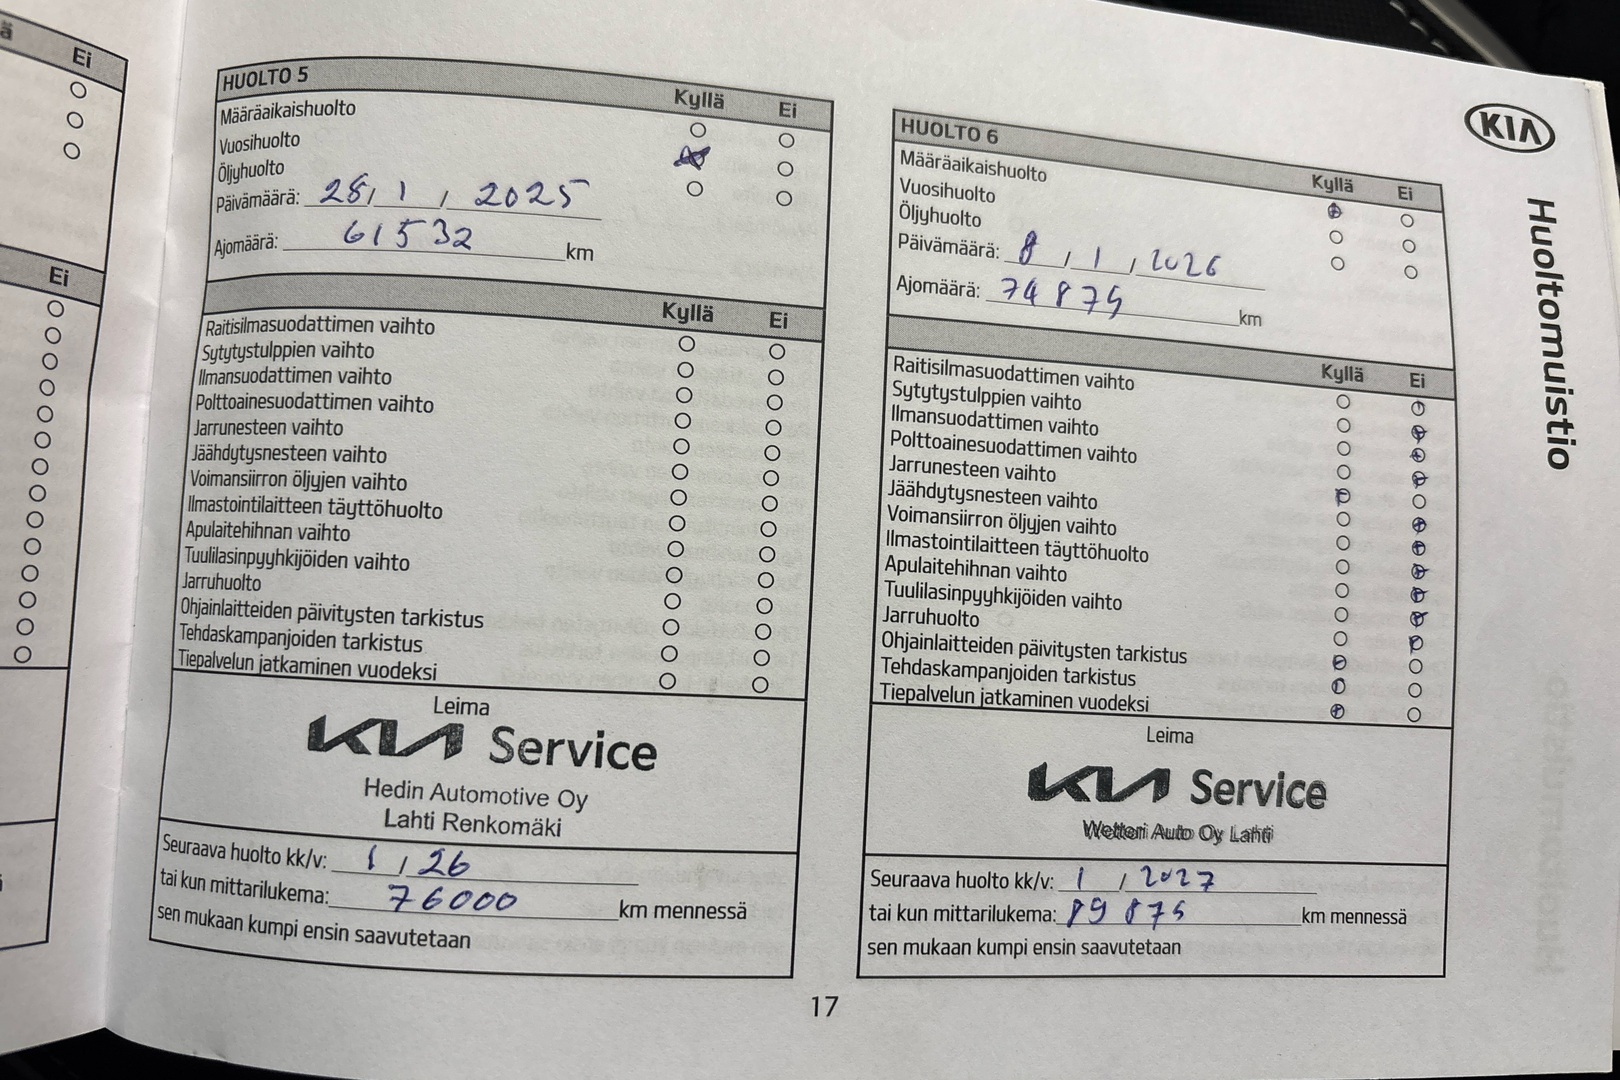 ä
Ei
Ei
HUOLTO 5
Kyllä Ei
Määräaikaishuolto
Vuosihuolto
Öljyhuolto
Päivämäärä: 28 / 1 / 2025
Ajomäärä: 61532 km
Kyllä Ei
Raitisilmasuodattimen vaihto
Sytytystulppien vaihto
Ilmansuodattimen vaihto
Polttoainesuodattimen vaihto
Jarrunesteen vaihto
Jäähdytysnesteen vaihto
Voimansiirron öljyjen vaihto
Ilmastointilaitteen täyttöhuolto
Apulaitehihnan vaihto
Tuulilasinpyyhkijöiden vaihto
Jarruhuolto
Ohjainlaitteiden päivitysten tarkistus
Tehdaskampanjoiden tarkistus
Tiepalvelun jatkaminen vuodeksi
Leima
KIA Service
Hedin Automotive Oy
Lahti Renkomäki
Seuraava huolto kk/v: 1 / 26
tai kun mittarilukema: 76000 km mennessä
sen mukaan kumpi ensin saavutetaan
HUOLTO 6
Kyllä Ei
Määräaikaishuolto
Vuosihuolto
Öljyhuolto
Päivämäärä: 8 / 1 / 2026
Ajomäärä: 74875 km
Kyllä Ei
Raitisilmasuodattimen vaihto
Sytytystulppien vaihto
Ilmansuodattimen vaihto
Polttoainesuodattimen vaihto
Jarrunesteen vaihto
Jäähdytysnesteen vaihto
Voimansiirron öljyjen vaihto
Ilmastointilaitteen täyttöhuolto
Apulaitehihnan vaihto
Tuulilasinpyyhkijöiden vaihto
Jarruhuolto
Ohjainlaitteiden päivitysten tarkistus
Tehdaskampanjoiden tarkistus
Tiepalvelun jatkaminen vuodeksi
Leima
KIA Service
Wetteri Auto Oy Lahti
Seuraava huolto kk/v: 1 / 2027
tai kun mittarilukema: 89875 km mennessä
sen mukaan kumpi ensin saavutetaan
KIA
Huoltomuistio
17